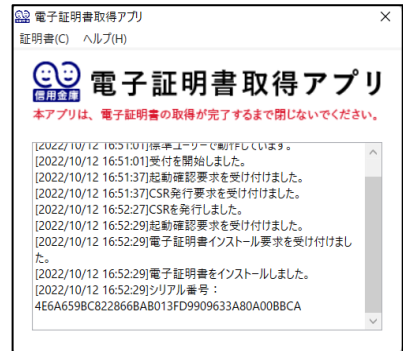 電子証明書取得アプリ
証明書(C) ヘルプ(H)
信用金庫
電子証明書取得アプリ
本アプリは、電子証明書の取得が完了するまで閉じないでください。
[2022/10/12 16:51:01]標準ユーザーで動作しています。
[2022/10/12 16:51:01]受付を開始しました。
[2022/10/12 16:51:37]起動確認要求を受け付けました。
[2022/10/12 16:51:37]CSR発行要求を受け付けました。
[2022/10/12 16:52:27]CSRを発行しました。
[2022/10/12 16:52:29]起動確認要求を受け付けました。
[2022/10/12 16:52:29]電子証明書インストール要求を受け付けまし
た。
[2022/10/12 16:52:29]電子証明書をインストールしました。
[2022/10/12 16:52:29]シリアル番号：
4E6A659BC822866BAB013FD9909633A80A00BBCA